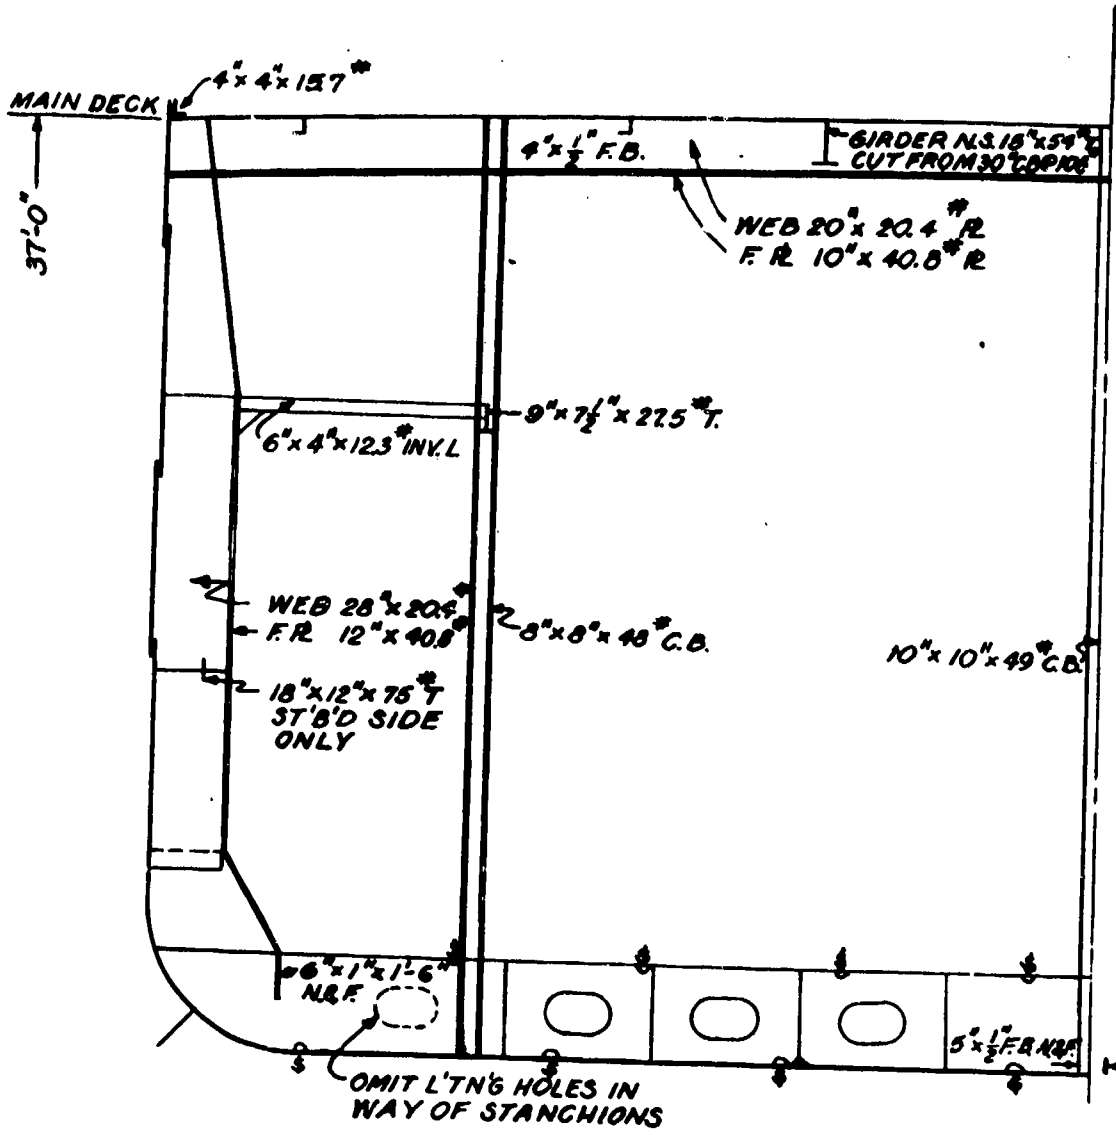 4"x 4"x 15.7 #
MAIN DECK
37'-0"
4"x 1/2" F.B.
GIRDER N.S. 18"x 54#
CUT FROM 30"CB@108#
WEB 20"x 20.4 # PL
F. PL 10"x 40.8 # PL
9"x 7 1/2"x 27.5 # T.
6"x 4"x 12.3 # INV. L
WEB 28"x 20.4 #
F. PL 12"x 40.8 #
8"x 8"x 48 # C.B.
10"x 10"x 49 # C.B.
18"x 12"x 75 # T
ST'B'D SIDE
ONLY
6"x 1"x 1'-6"
N.&F.
5"x 1/2" F.B. N.&F.
OMIT L'TN'G HOLES IN
WAY OF STANCHIONS